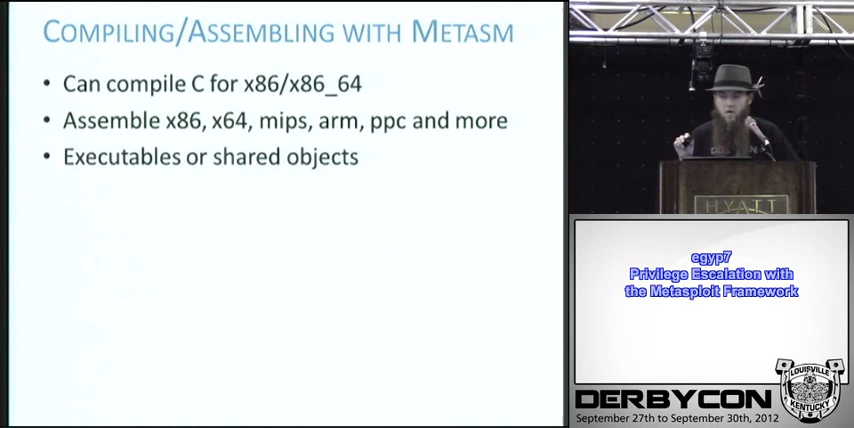 COMPILING/ASSEMBLING WITH METASM
• Can compile C for x86/x86_64
• Assemble x86, x64, mips, arm, ppc and more
• Executables or shared objects
HYATT
egyp7
Privilege Escalation with
the Metasploit Framework
LOUISVILLE
KENTUCKY
DERBYCON
September 27th to September 30th, 2012